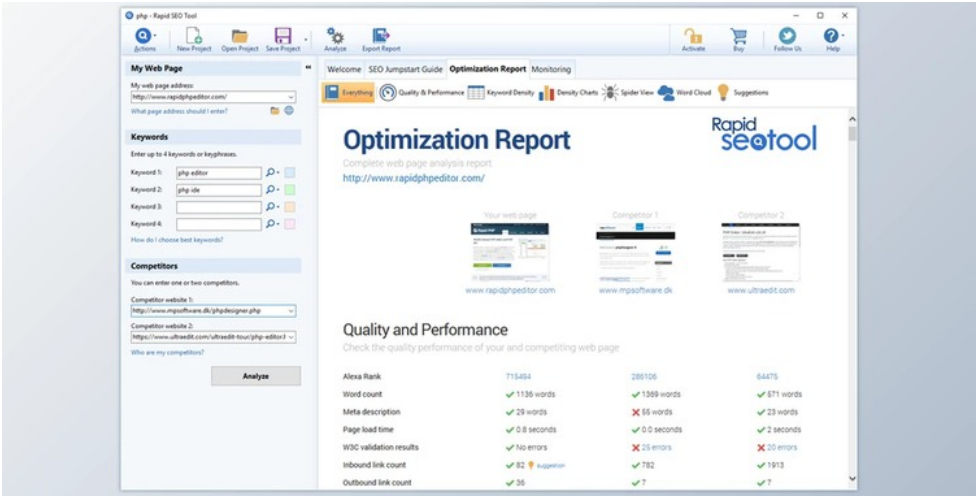 php - Rapid SEO Tool
Actions New Project Open Project Save Project Analyze Export Report Activate Buy Follow Us Help
My Web Page
My web page address:
http://www.rapidphpeditor.com/
What page address should I enter?
Keywords
Enter up to 4 keywords or keyphrases.
Keyword 1: php editor
Keyword 2: php ide
Keyword 3:
Keyword 4:
How do I choose best keywords?
Competitors
You can enter one or two competitors.
Competitor website 1:
http://www.mpsoftware.dk/phpdesigner.php
Competitor website 2:
https://www.ultraedit.com/ultraedit-tour/php-editor.l
Who are my competitors?
Analyze
Welcome SEO Jumpstart Guide Optimization Report Monitoring
Everything Quality & Performance Keyword Density Density Charts Spider View Word Cloud Suggestions
Optimization Report
Rapid
seotool
Complete web page analysis report
http://www.rapidphpeditor.com/
Your web page Competitor 1 Competitor 2
www.rapidphpeditor.com www.mpsoftware.dk www.ultraedit.com
Quality and Performance
Check the quality performance of your and competiting web page
Alexa Rank 715494 286106 64475
Word count 1136 words 1369 words 571 words
Meta description 29 words 55 words 23 words
Page load time 0.8 seconds 0.0 seconds 2 seconds
W3C validation results No errors 25 errors 20 errors
Inbound link count 82 suggestion 782 1913
Outbound link count 36 7 7